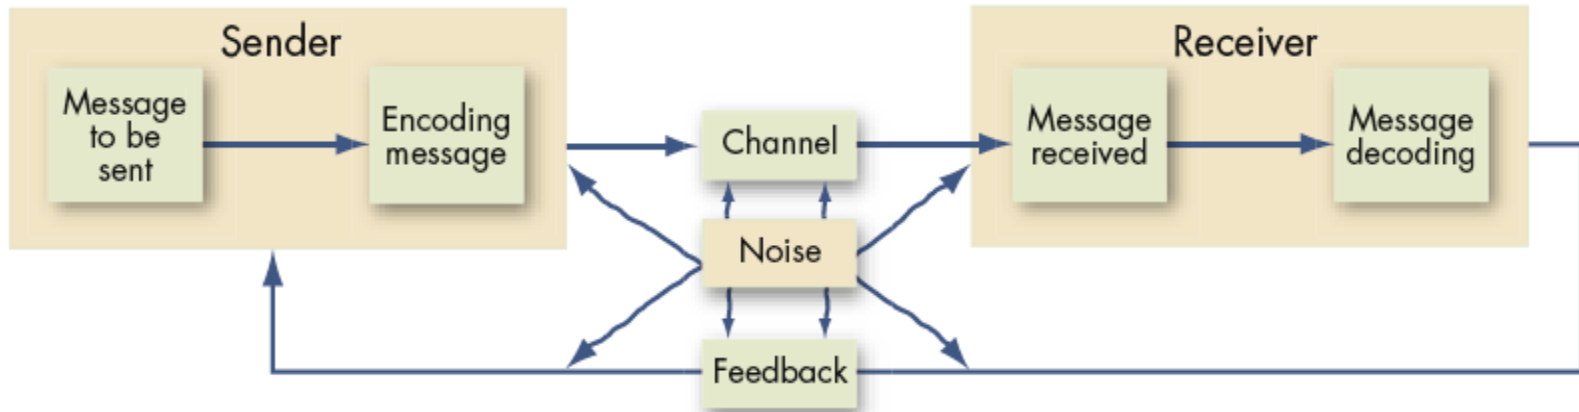 Sender
Message
to be
sent
Encoding
message
Channel
Noise
Feedback
Receiver
Message
received
Message
decoding